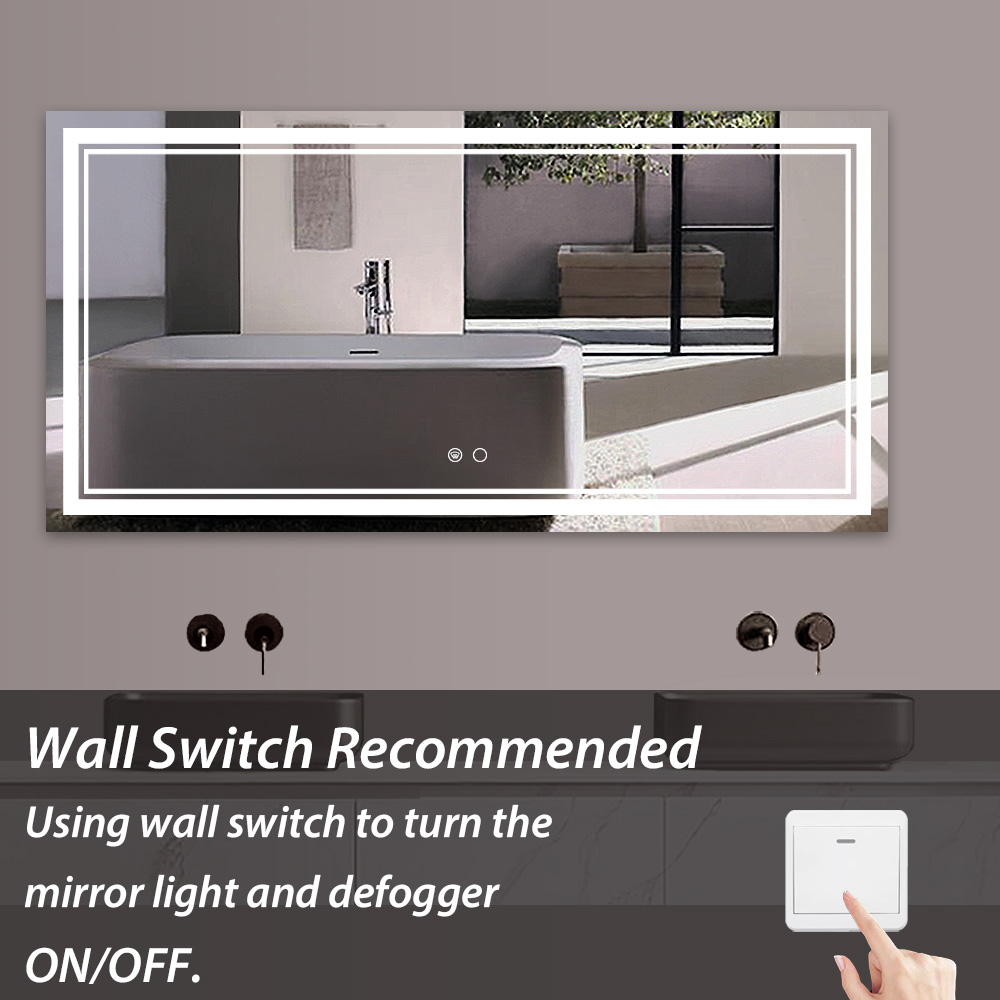 Wall Switch Recommended
Using wall switch to turn the
mirror light and defogger
ON/OFF.